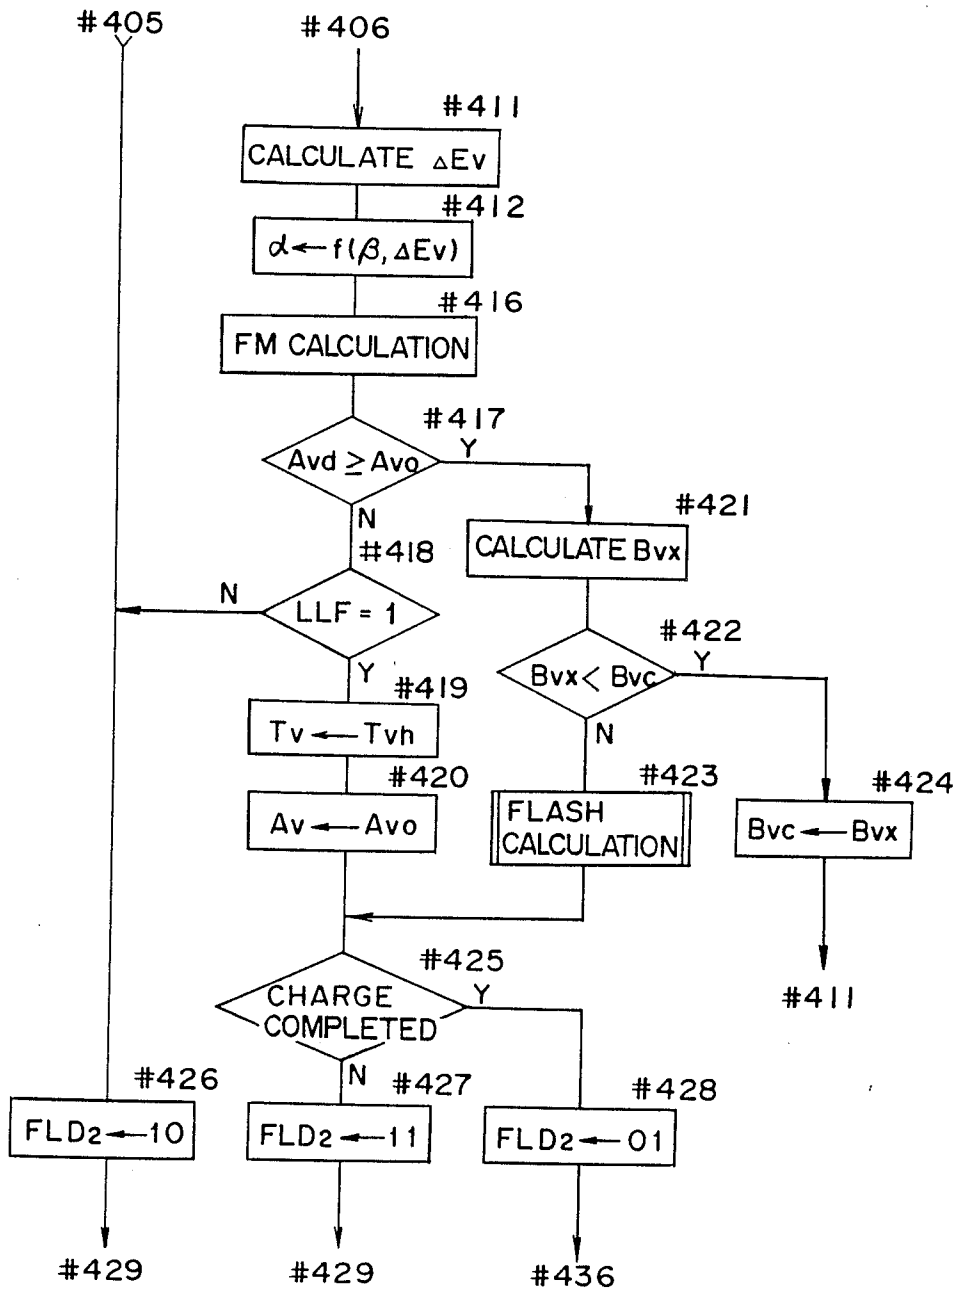 #405
Y
#406
#411
CALCULATE ΔEv
#412
α←f(β, ΔEv)
#416
FM CALCULATION
#417
Avd ≥ Avo
Y
N
#418
LLF = 1
N
Y
#421
CALCULATE Bvx
#422
Bvx < Bvc
Y
N
#419
Tv ← Tvh
#420
Av ← Avo
#423
FLASH
CALCULATION
#424
Bvc ← Bvx
#411
#425
CHARGE
COMPLETED
Y
N
#426
FLD2←10
#427
FLD2←11
#428
FLD2←01
#429
#429
#436